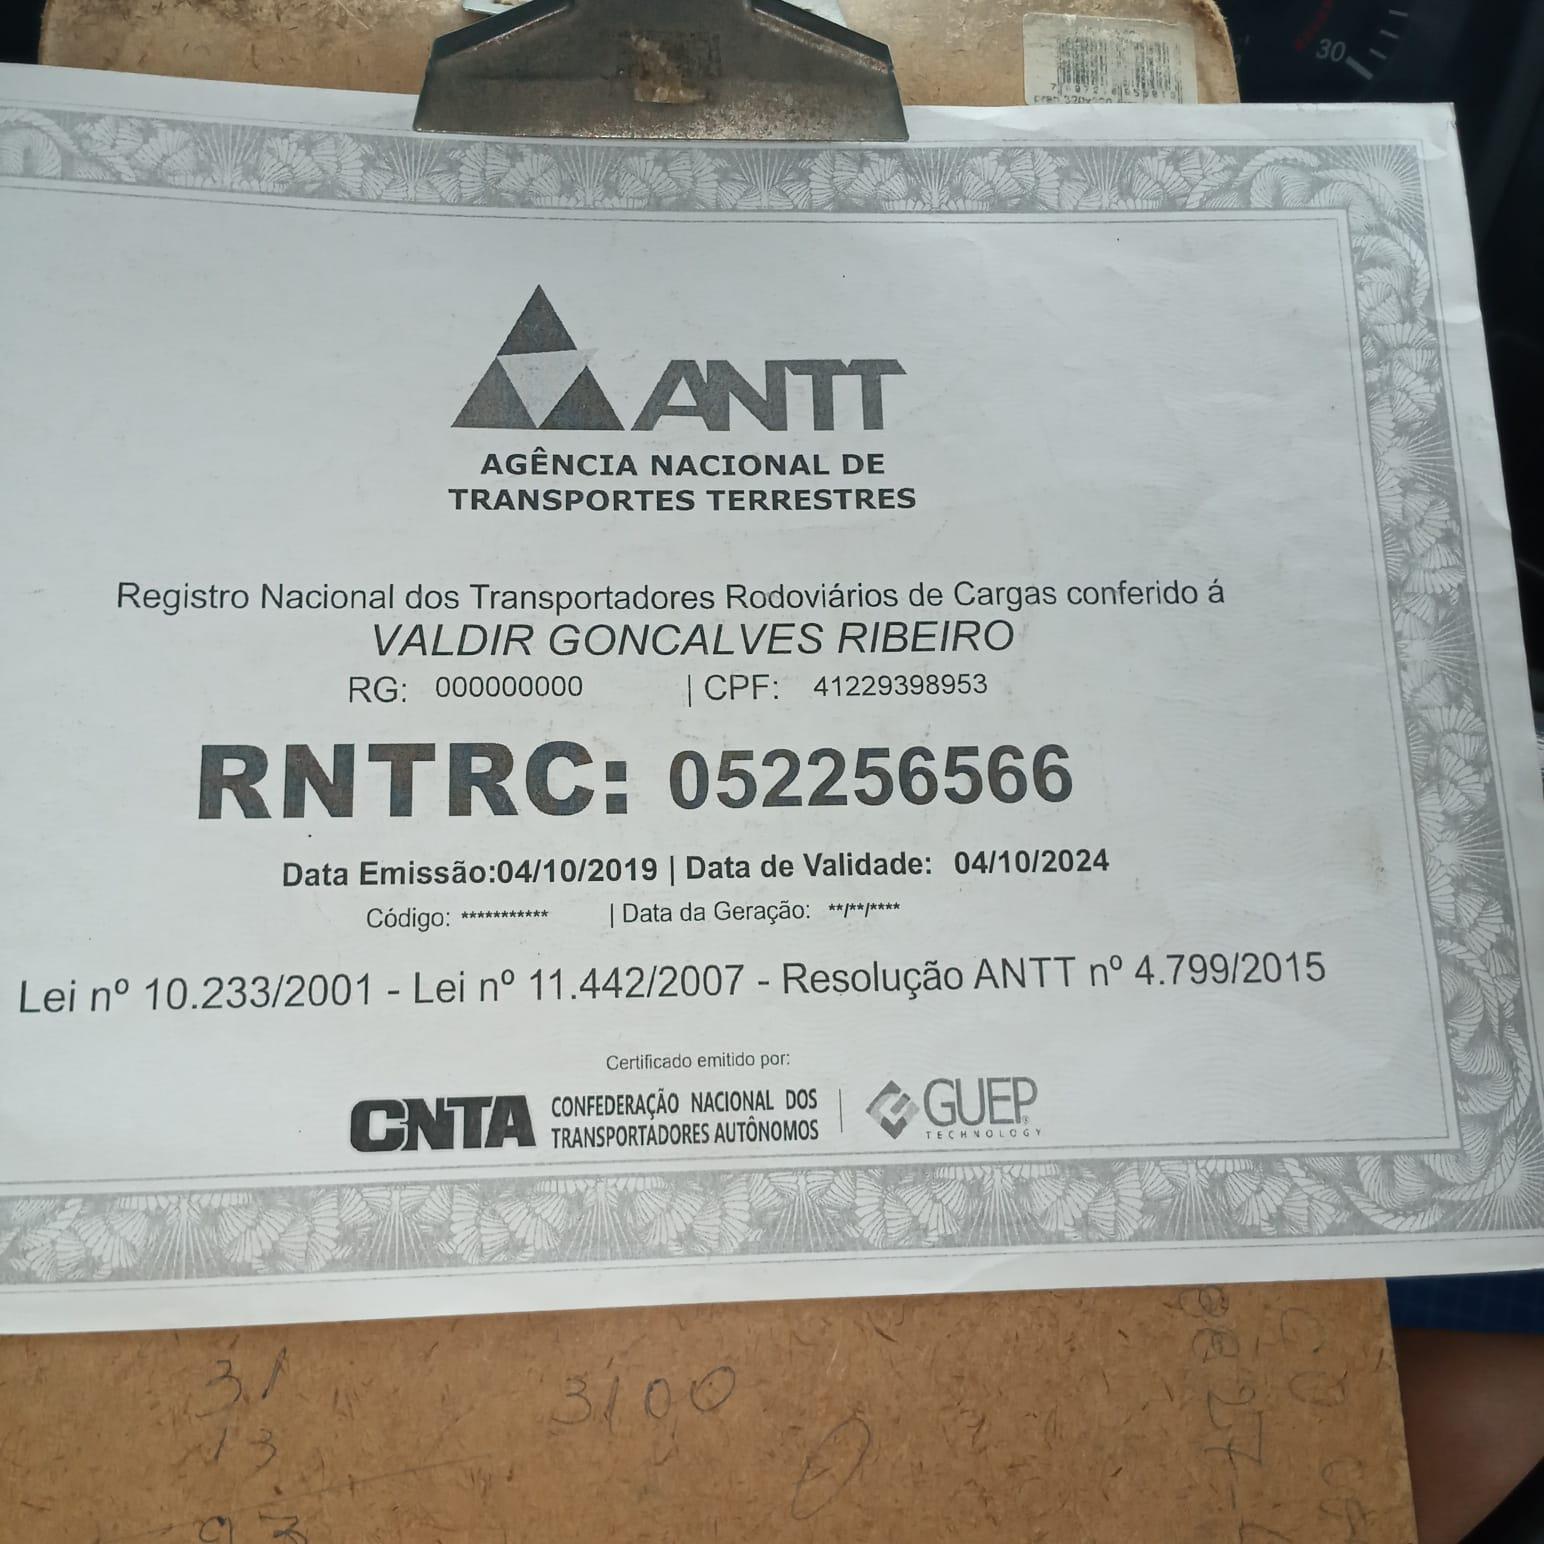 30
ANTT
AGÊNCIA NACIONAL DE
TRANSPORTES TERRESTRES
Registro Nacional dos Transportadores Rodoviários de Cargas conferido á
VALDIR GONCALVES RIBEIRO
RG: 000000000 | CPF: 41229398953
RNTRC: 052256566
Data Emissão:04/10/2019 | Data de Validade: 04/10/2024
Código: *********** | Data da Geração: **/**/****
Lei nº 10.233/2001 - Lei nº 11.442/2007 - Resolução ANTT nº 4.799/2015
Certificado emitido por:
CNTA CONFEDERAÇÃO NACIONAL DOS
TRANSPORTADORES AUTÔNOMOS
GUEP
TECHNOLOGY
31
3100
13
93